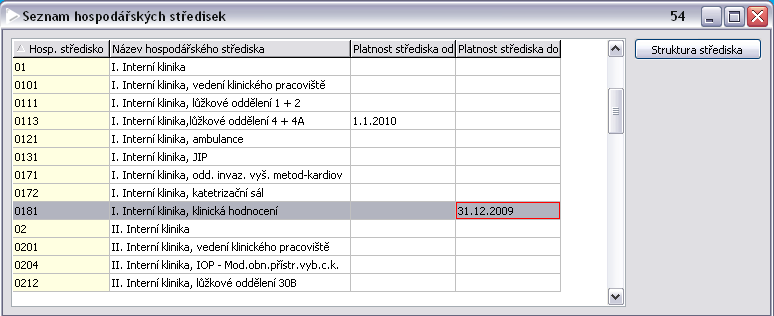 Seznam hospodářských středisek 54
Struktura střediska
Hosp. středisko Název hospodářského střediska Platnost střediska od Platnost střediska do
01 I. Interní klinika
0101 I. Interní klinika, vedení klinického pracoviště
0111 I. Interní klinika, lůžkové oddělení 1 + 2
0113 I. Interní klinika,lůžkové oddělení 4 + 4A 1.1.2010
0121 I. Interní klinika, ambulance
0131 I. Interní klinika, JIP
0171 I. Interní klinika, odd. invaz. vyš. metod-kardiov
0172 I. Interní klinika, katetrizační sál
0181 I. Interní klinika, klinická hodnocení 31.12.2009
02 II. Interní klinika
0201 II. Interní klinika, vedení klinického pracoviště
0204 II. Interní klinika, IOP - Mod.obn.přístr.vyb.c.k.
0212 II. Interní klinika, lůžkové oddělení 30B